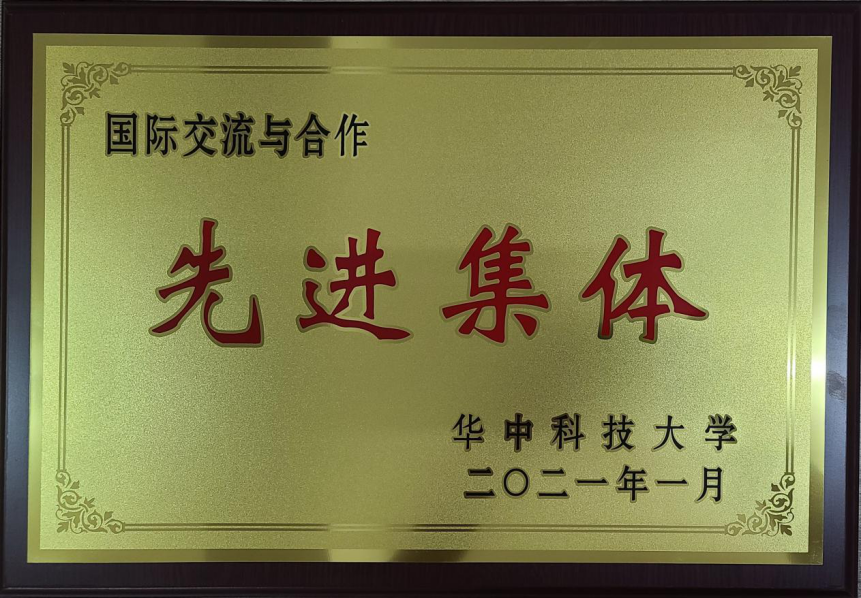 国际交流与合作
先进集体
华中科技大学
二〇二一年一月